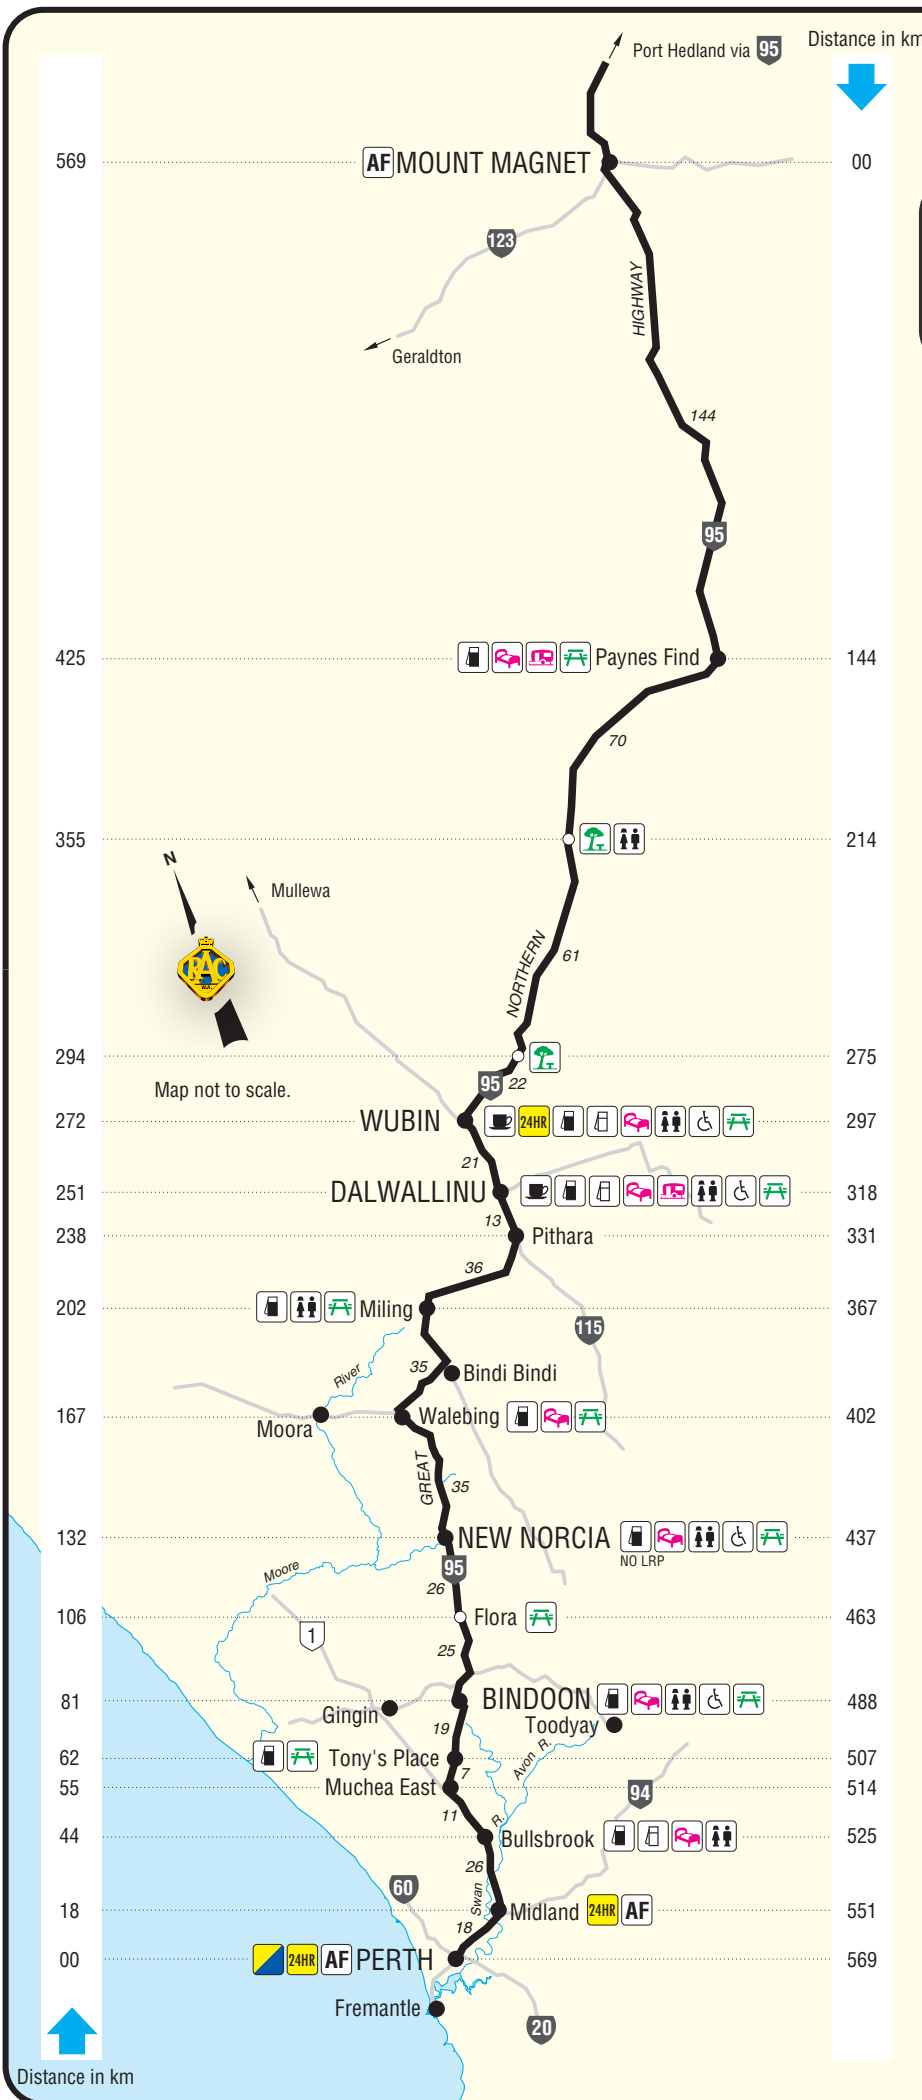 Distance in km
Port Hedland via 95
569 AF MOUNT MAGNET 00
123
HIGHWAY
Geraldton
144
95
425 Paynes Find 144
70
355 214
N
Mullewa
RAC
W.A.
NORTHERN
61
294 275
95 22
Map not to scale.
272 WUBIN 24HR 297
21
251 DALWALLINU 318
13
238 Pithara 331
36
202 Miling 367
115
River
35
Bindi Bindi
167 Walebing 402
Moora
GREAT
35
132 NEW NORCIA 437
NO LRP
95
Moore
26
106 Flora 463
1
25
81 BINDOON 488
Gingin
Toodyay
19
Avon R.
62 Tony's Place 507
7
55 Muchea East 514
94
11
R.
44 Bullsbrook 525
26
60
Swan
18 Midland 24HR AF 551
18
00 24HR AF PERTH 569
Fremantle
20
Distance in km